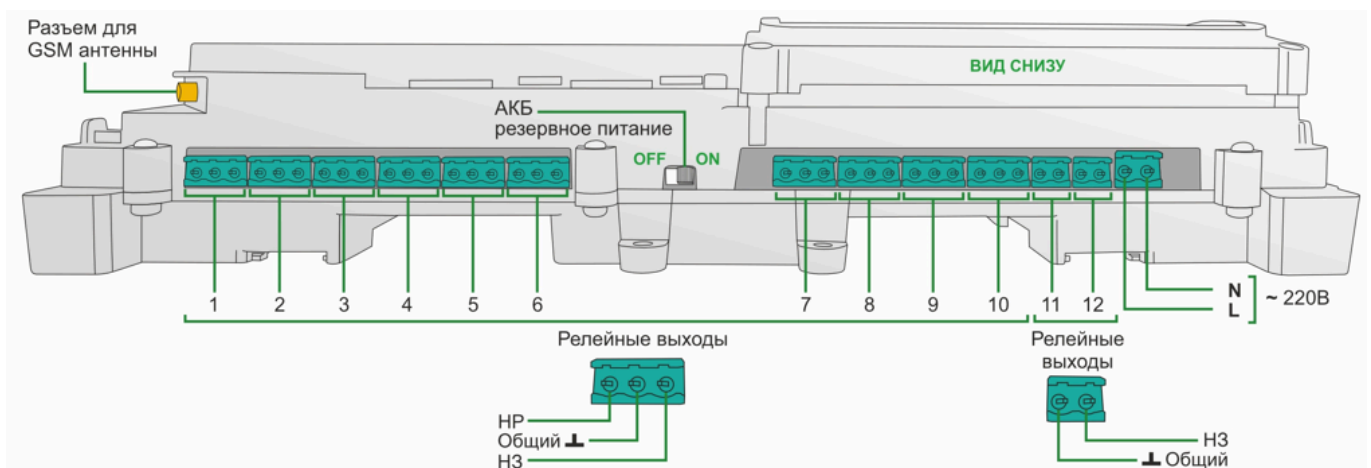 Разъем для
GSM антенны
ВИД СНИЗУ
АКБ
резервное питание
OFF ON
1 2 3 4 5 6 7 8 9 10 11 12
N
L
~ 220В
Релейные выходы
НР
Общий
НЗ
Релейные
выходы
НЗ
Общий